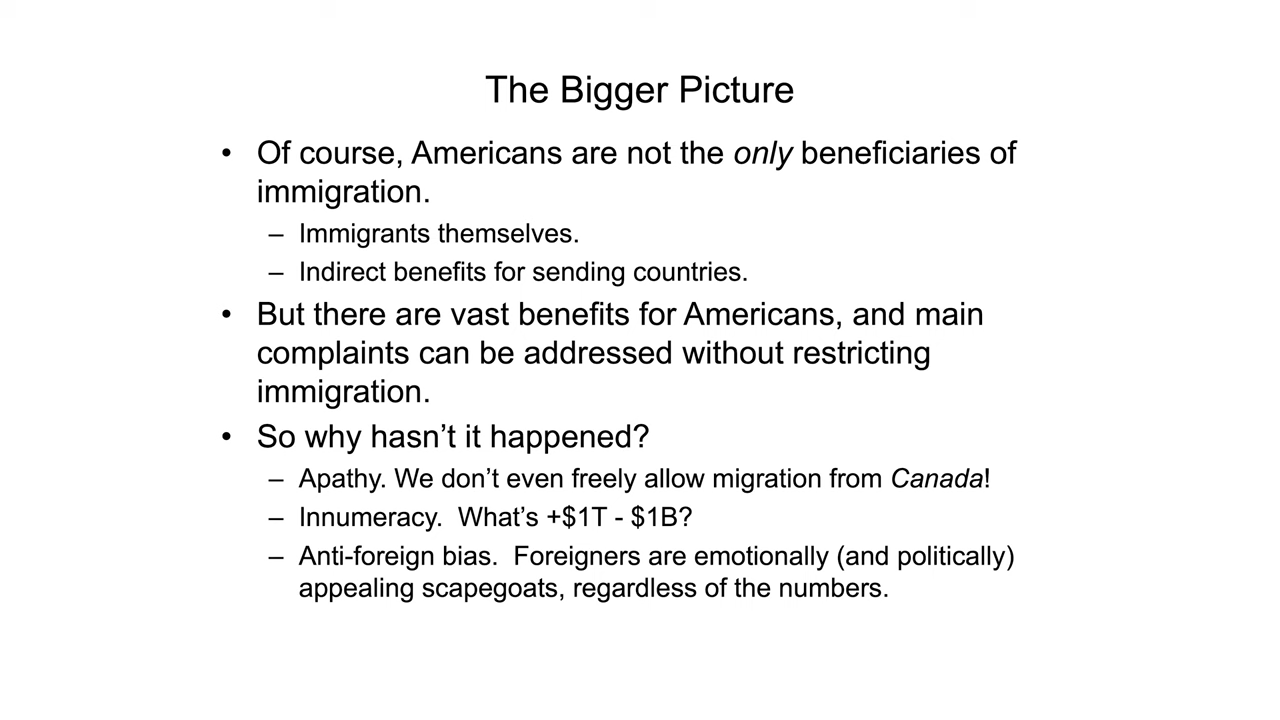 The Bigger Picture
• Of course, Americans are not the only beneficiaries of
immigration.
– Immigrants themselves.
– Indirect benefits for sending countries.
• But there are vast benefits for Americans, and main
complaints can be addressed without restricting
immigration.
• So why hasn’t it happened?
– Apathy. We don’t even freely allow migration from Canada!
– Innumeracy.  What’s +$1T - $1B?
– Anti-foreign bias.  Foreigners are emotionally (and politically)
appealing scapegoats, regardless of the numbers.